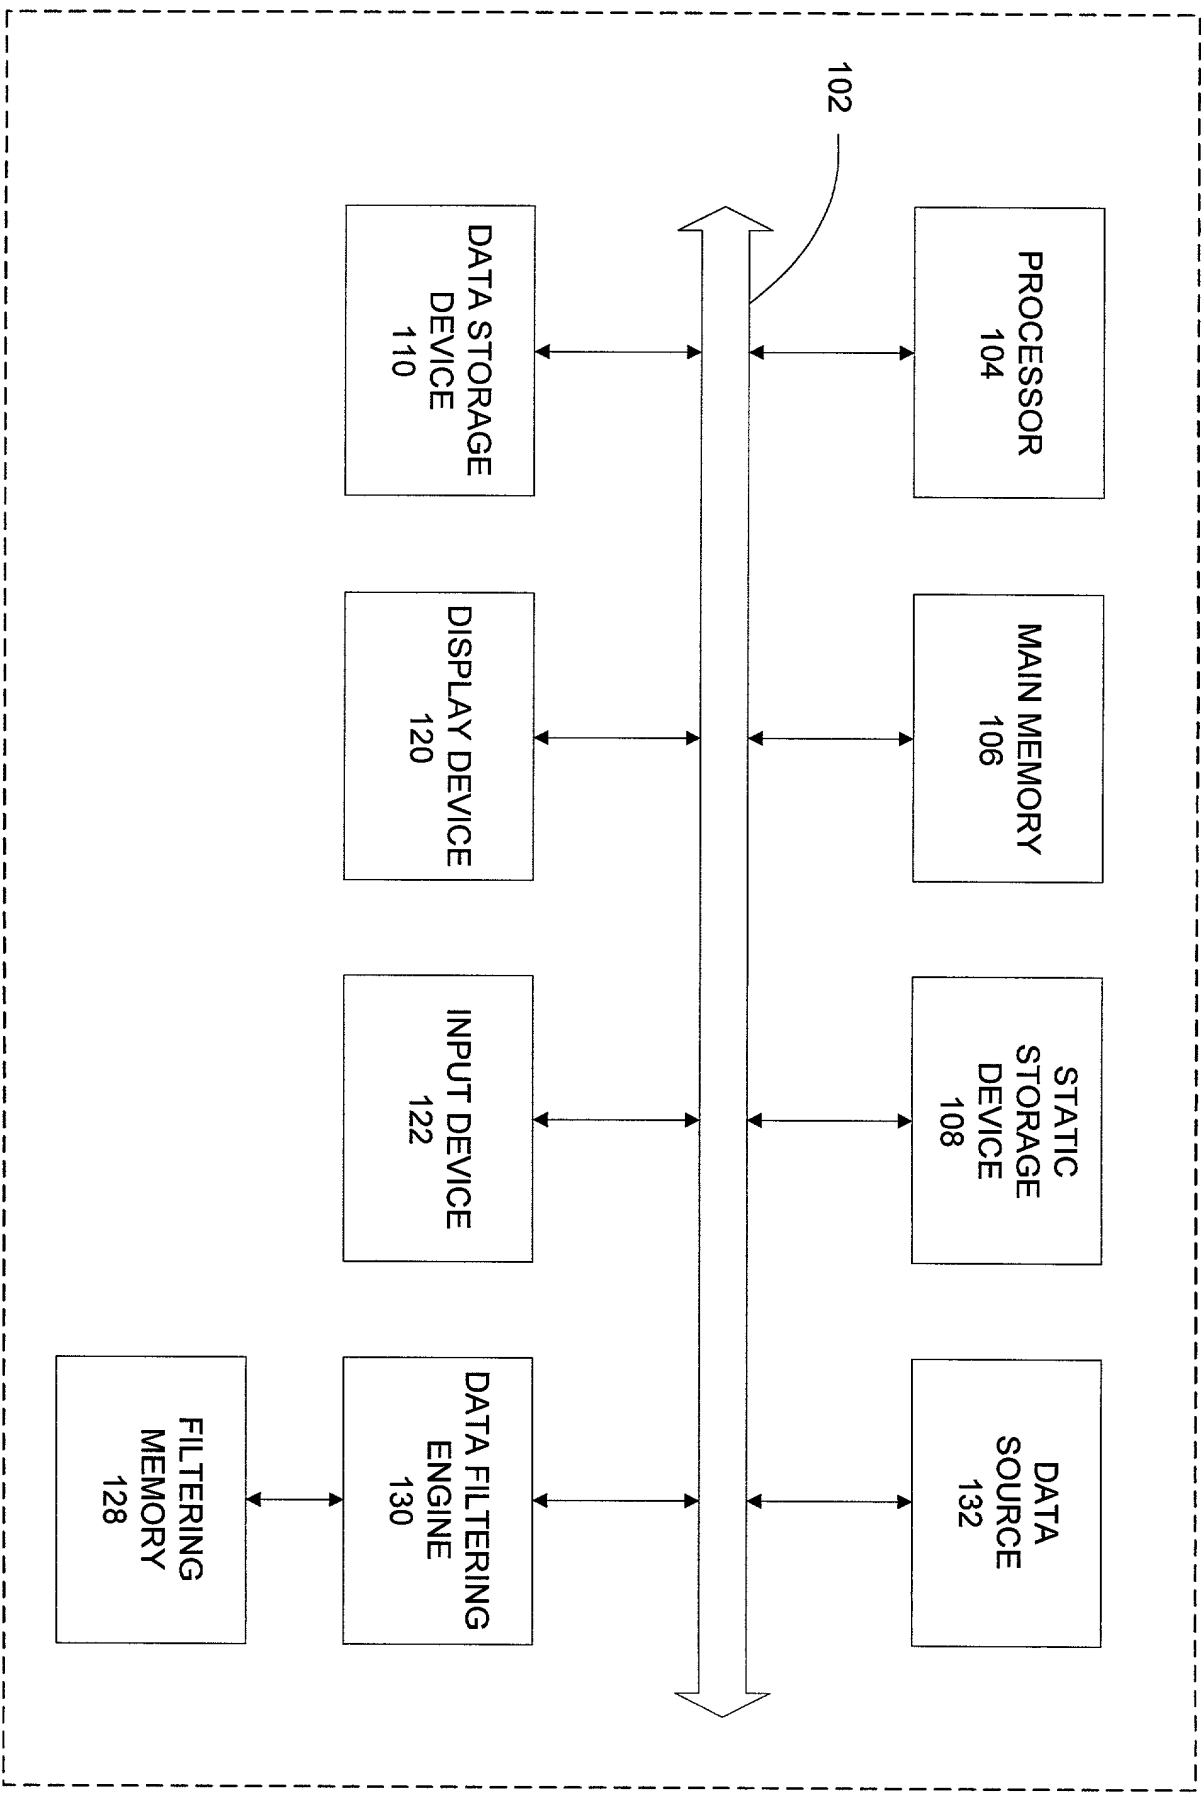 102
PROCESSOR
104
MAIN MEMORY
106
STATIC
STORAGE
DEVICE
108
DATA
SOURCE
132
DATA STORAGE
DEVICE
110
DISPLAY DEVICE
120
INPUT DEVICE
122
DATA FILTERING
ENGINE
130
FILTERING
MEMORY
128